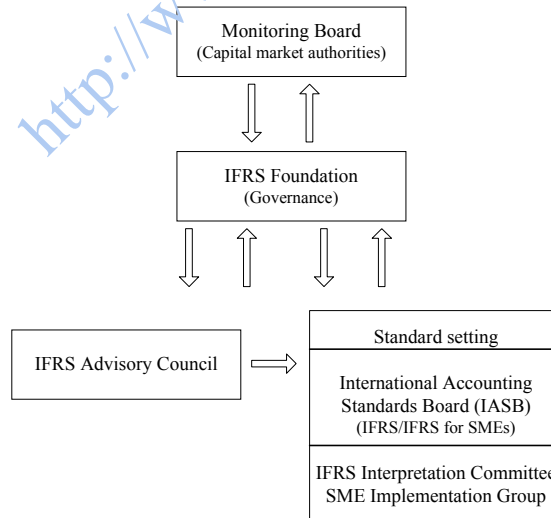 http://w
Monitoring Board
(Capital market authorities)
IFRS Foundation
(Governance)
IFRS Advisory Council
Standard setting
International Accounting
Standards Board (IASB)
(IFRS/IFRS for SMEs)
IFRS Interpretation Committee
SME Implementation Group